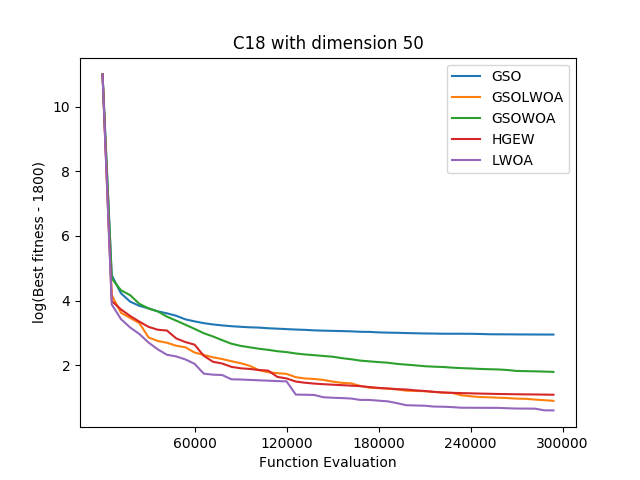 C18 with dimension 50
log(Best fitness - 1800)
10
8
6
4
2
GSO
GSOLWOA
GSOWOA
HGEW
LWOA
60000
120000
180000
240000
300000
Function Evaluation